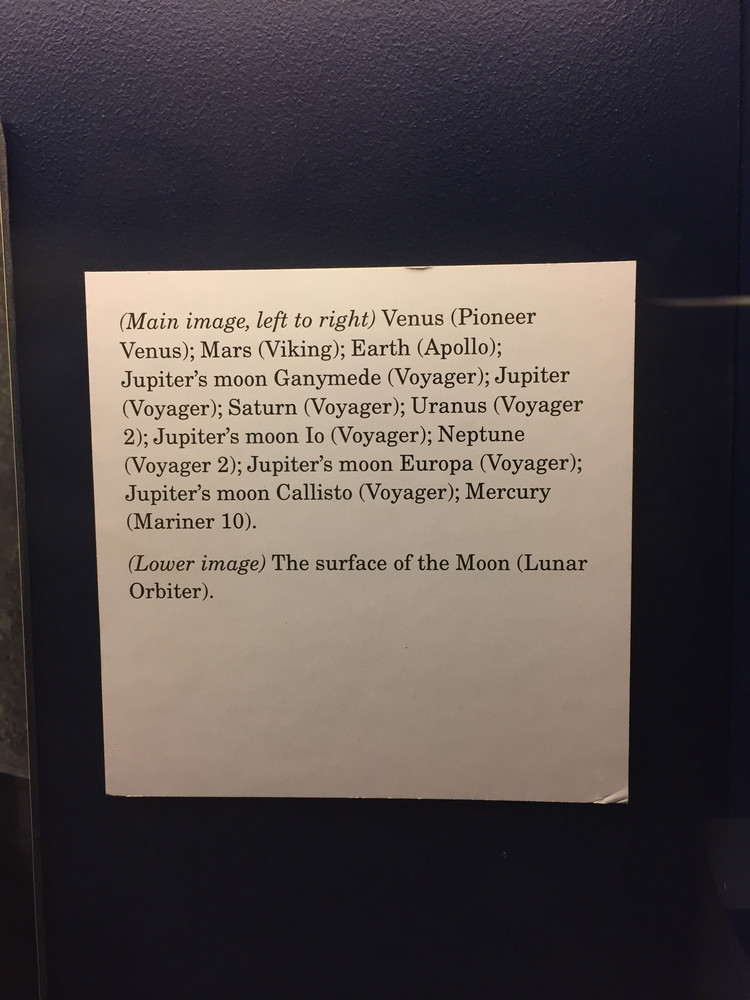 (Main image, left to right) Venus (Pioneer
Venus); Mars (Viking); Earth (Apollo);
Jupiter's moon Ganymede (Voyager); Jupiter
(Voyager); Saturn (Voyager); Uranus (Voyager
2); Jupiter's moon Io (Voyager); Neptune
(Voyager 2); Jupiter's moon Europa (Voyager);
Jupiter's moon Callisto (Voyager); Mercury
(Mariner 10).
(Lower image) The surface of the Moon (Lunar
Orbiter).